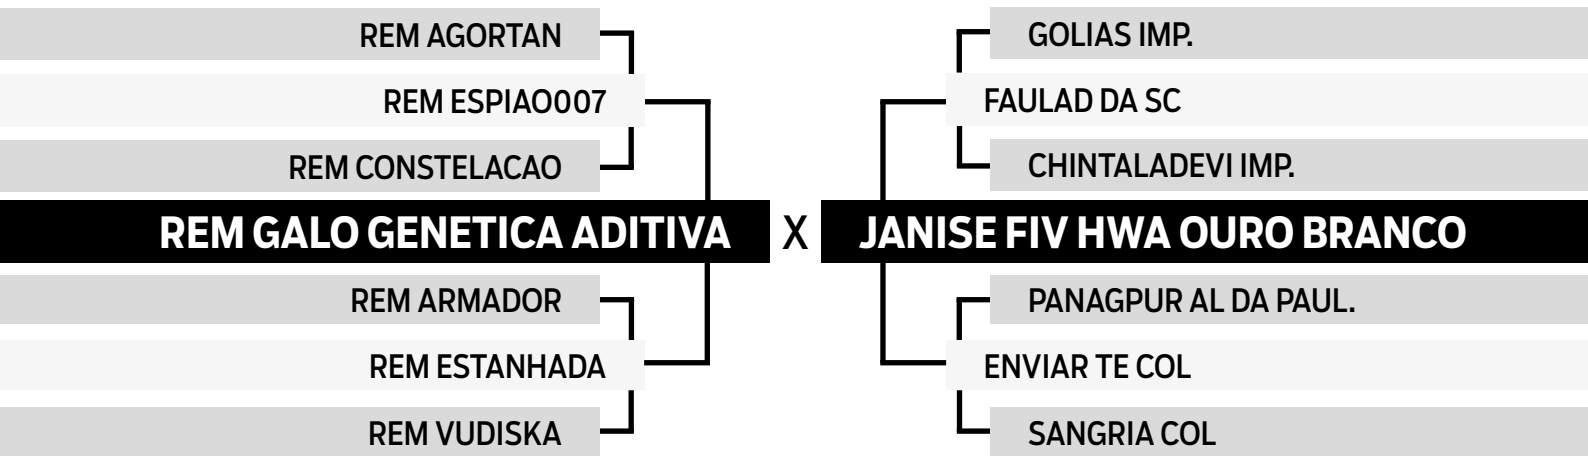 REM AGORTAN
REM ESPIAO007
REM CONSTELACAO
REM GALO GENETICA ADITIVA
REM ARMADOR
REM ESTANHADA
REM VUDISKA
X
GOLIAS IMP.
FAULAD DA SC
CHINTALADEVI IMP.
JANISE FIV HWA OURO BRANCO
PANAGPUR AL DA PAUL.
ENVIAR TE COL
SANGRIA COL